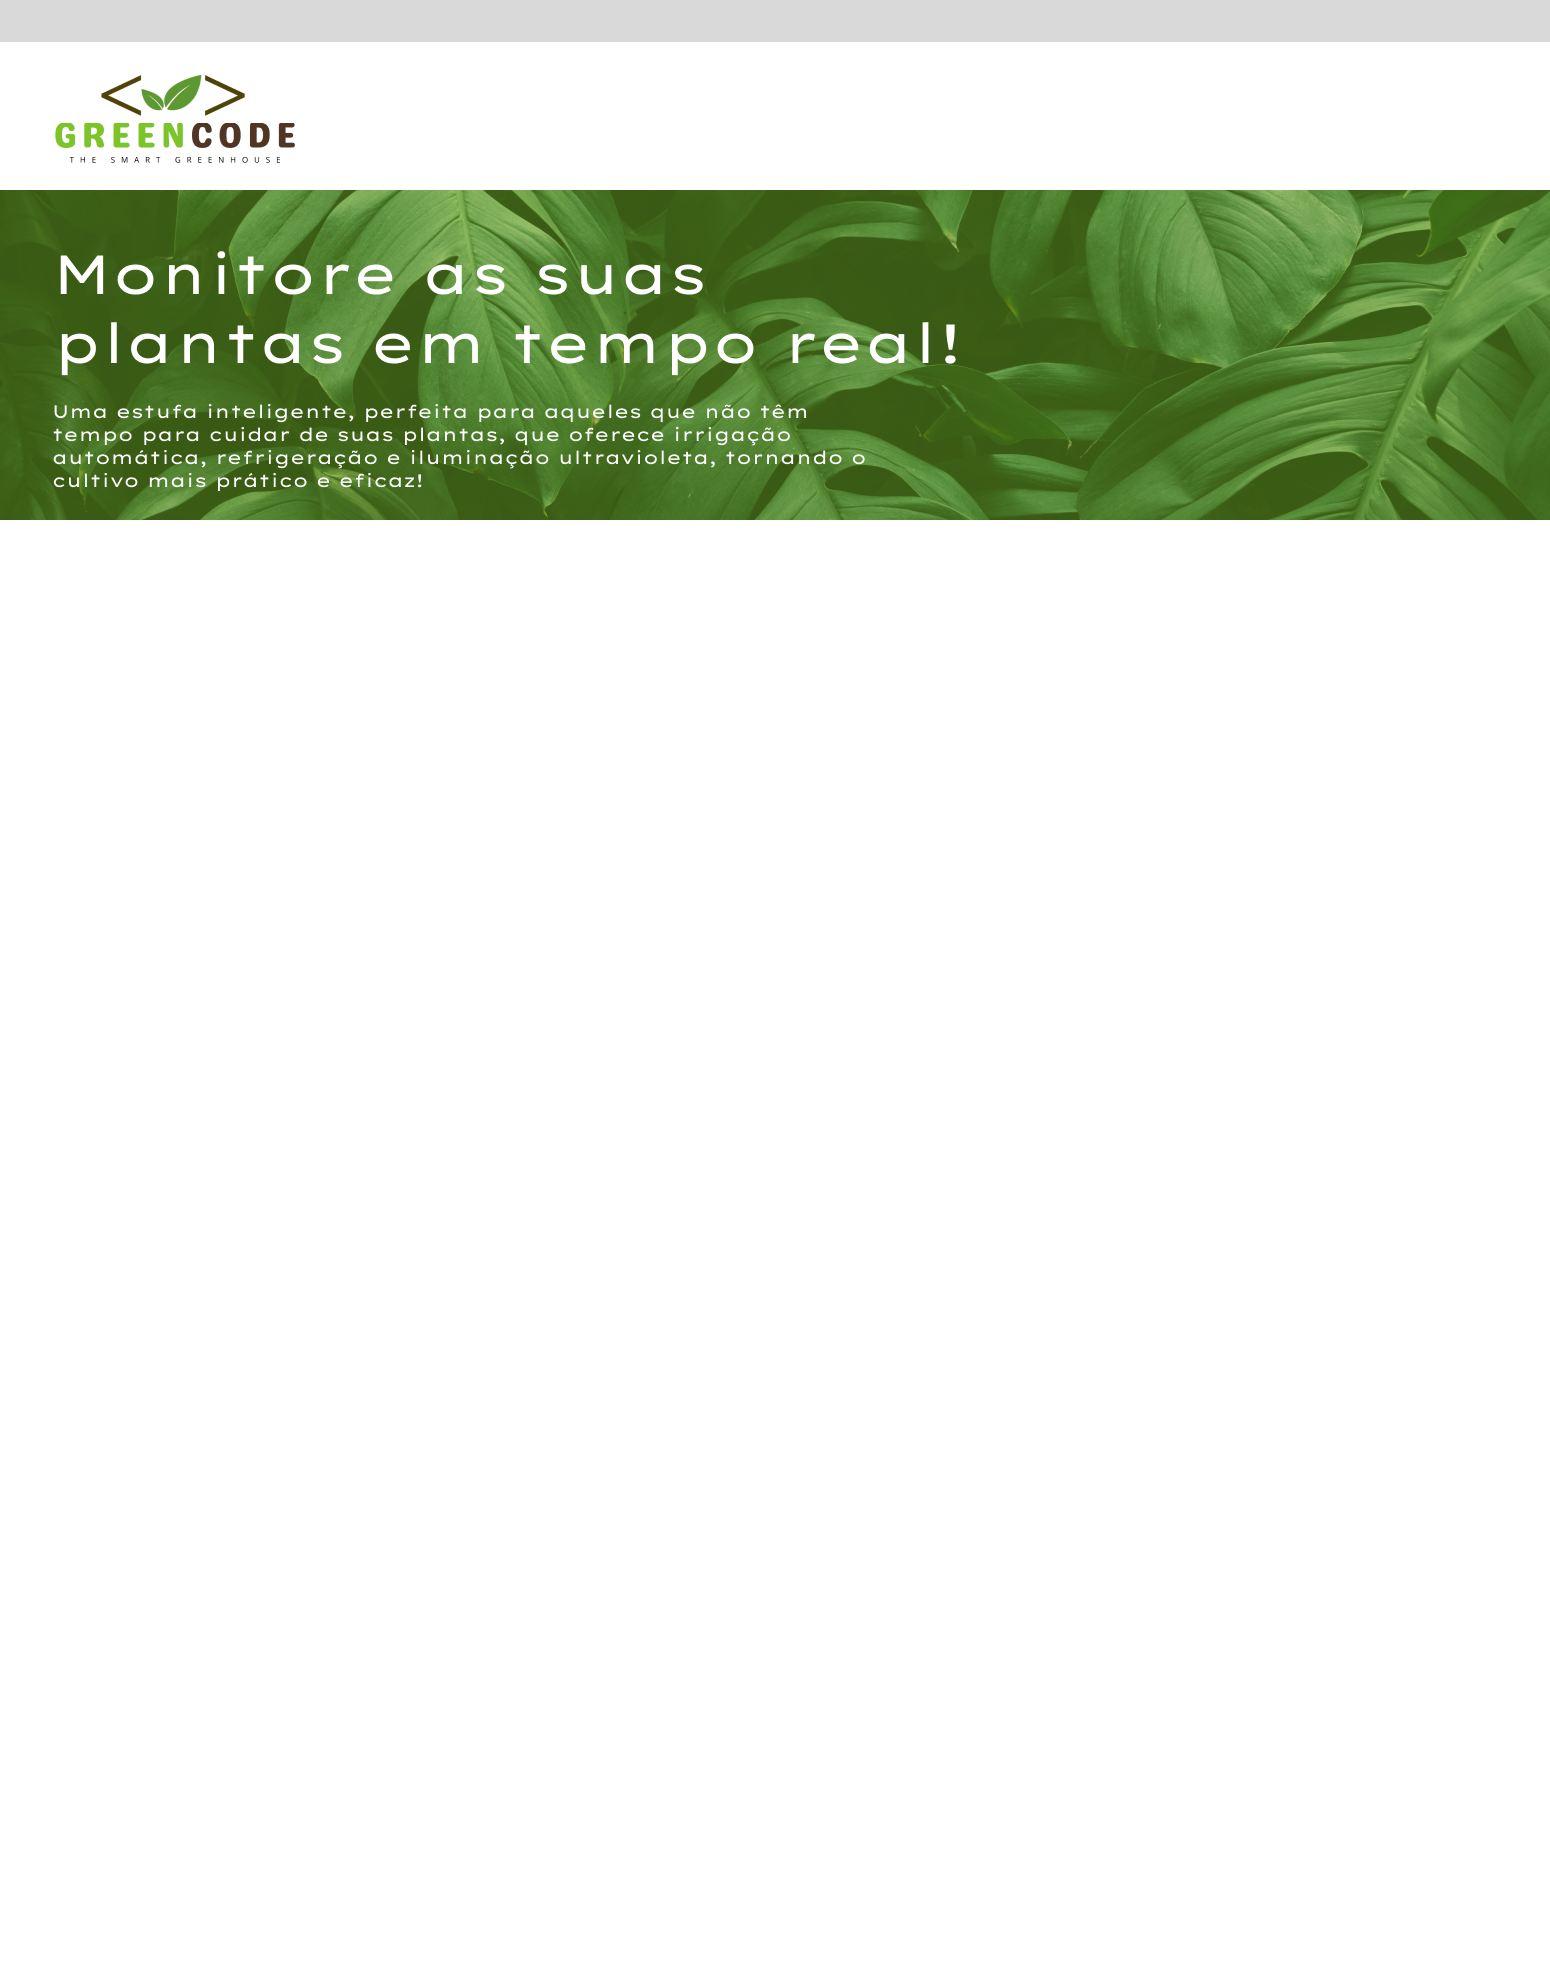 GREENCODE
THE SMART GREENHOUSE
Monitore as suas
plantas em tempo real!
Uma estufa inteligente, perfeita para aqueles que não têm
tempo para cuidar de suas plantas, que oferece irrigação
automática, refrigeração e iluminação ultravioleta, tornando o
cultivo mais prático e eficaz!